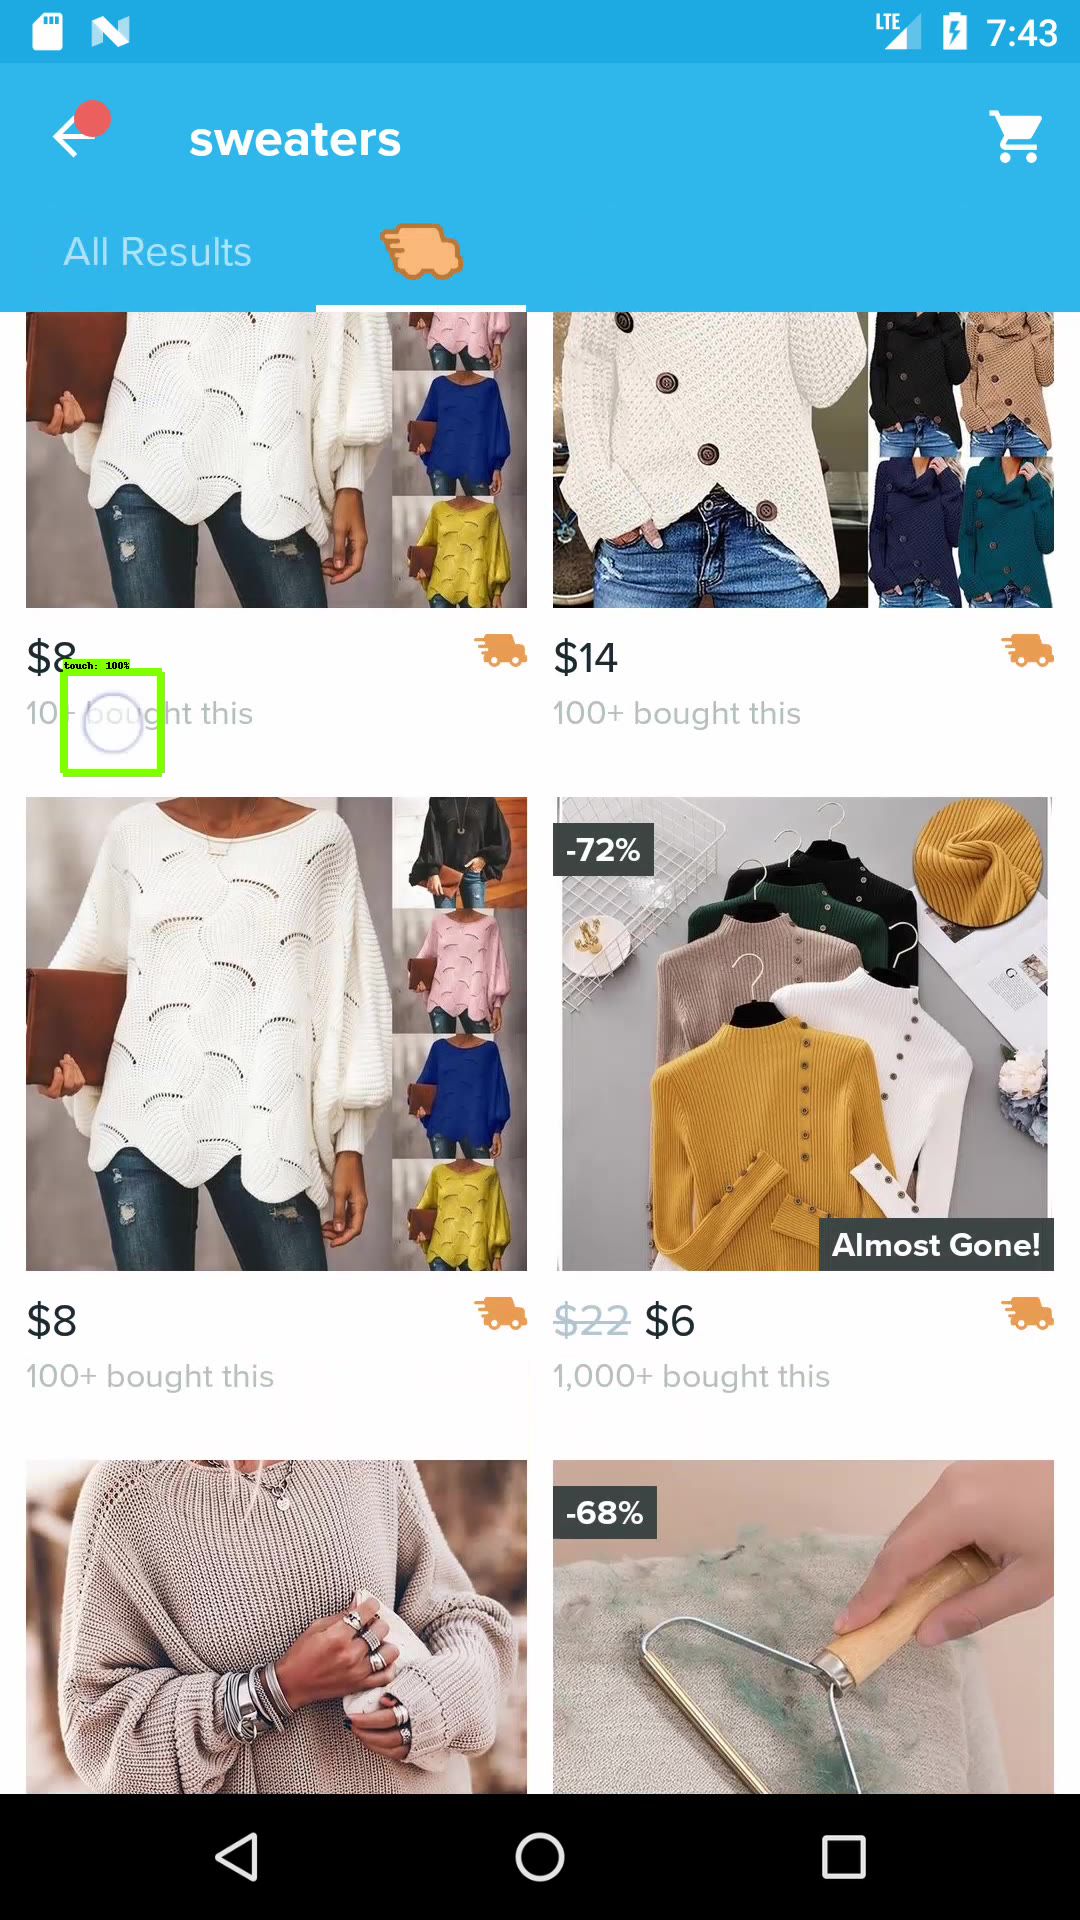 LTE 7:43
sweaters
All Results
$8
$14
touch: 100%
10+ bought this
100+ bought this
-72%
Almost Gone!
$8
$22 $6
100+ bought this
1,000+ bought this
-68%